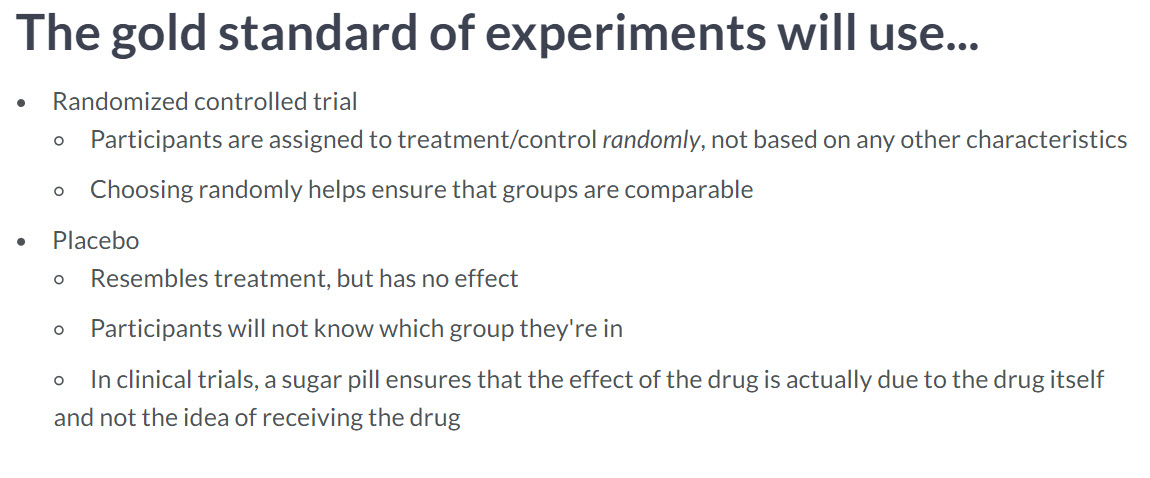 The gold standard of experiments will use...
• Randomized controlled trial
◦ Participants are assigned to treatment/control randomly, not based on any other characteristics
◦ Choosing randomly helps ensure that groups are comparable
• Placebo
◦ Resembles treatment, but has no effect
◦ Participants will not know which group they're in
◦ In clinical trials, a sugar pill ensures that the effect of the drug is actually due to the drug itself
and not the idea of receiving the drug